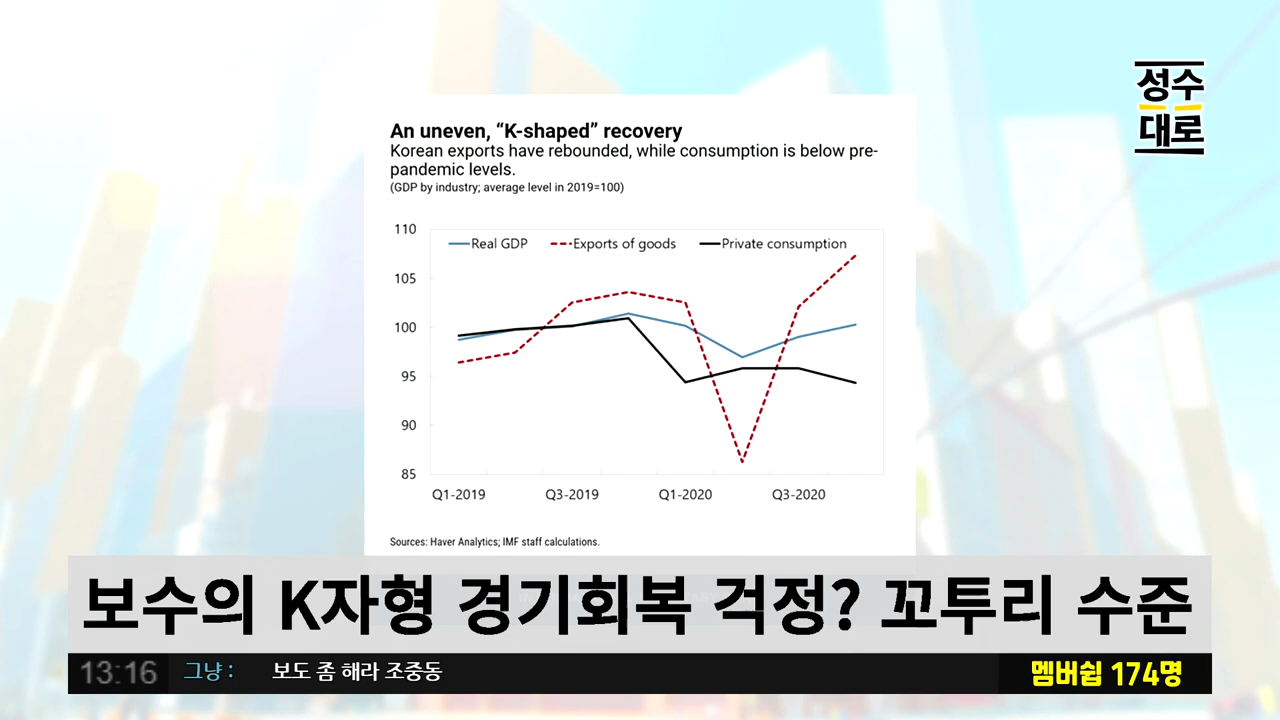 성수
대로
An uneven, “K-shaped” recovery
Korean exports have rebounded, while consumption is below pre-
pandemic levels.
(GDP by industry; average level in 2019=100)
110
Real GDP
Exports of goods
Private consumption
105
100
95
90
85
Q1-2019
Q3-2019
Q1-2020
Q3-2020
Sources: Haver Analytics; IMF staff calculations.
보수의 K자형 경기회복 걱정? 꼬투리 수준
13:16 그냥 : 보도 좀 해라 조중동
멤버쉽 174명